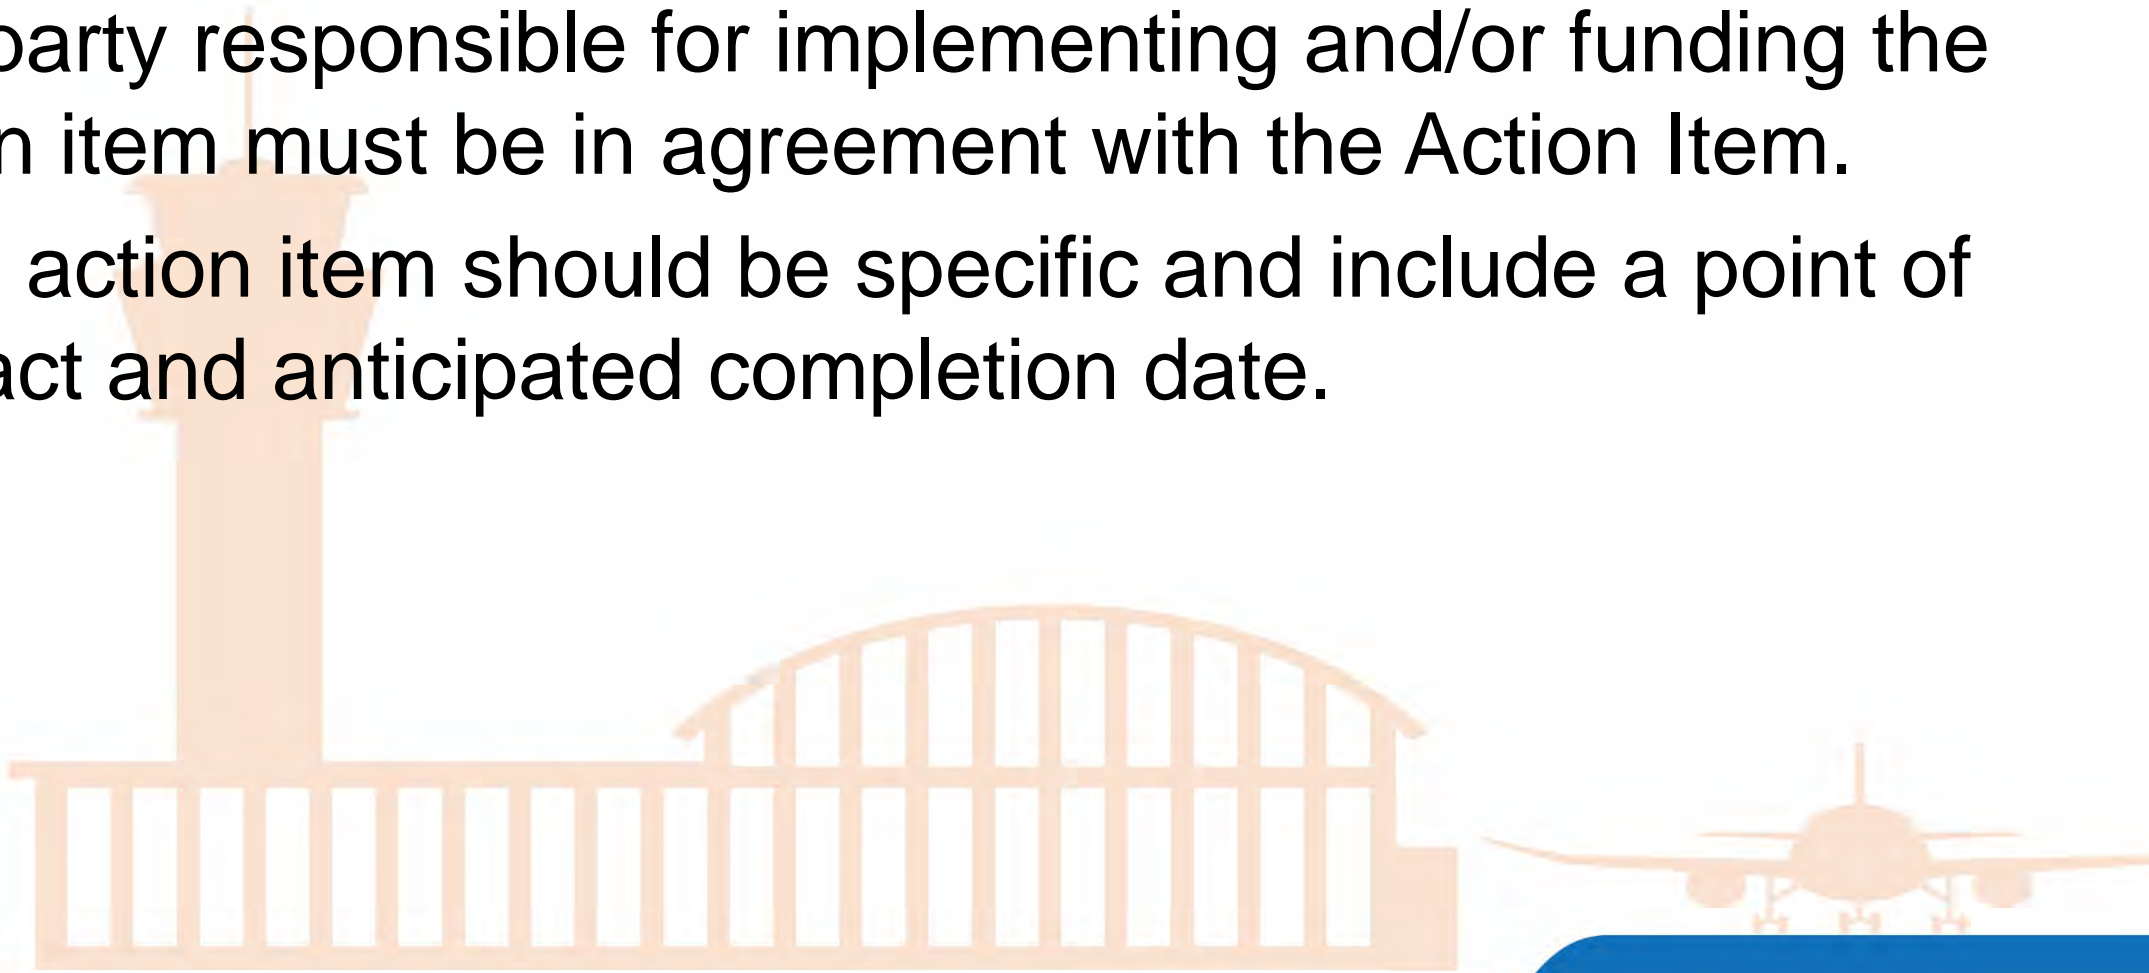 party responsible for implementing and/or funding the
n item must be in agreement with the Action Item.
action item should be specific and include a point of
act and anticipated completion date.